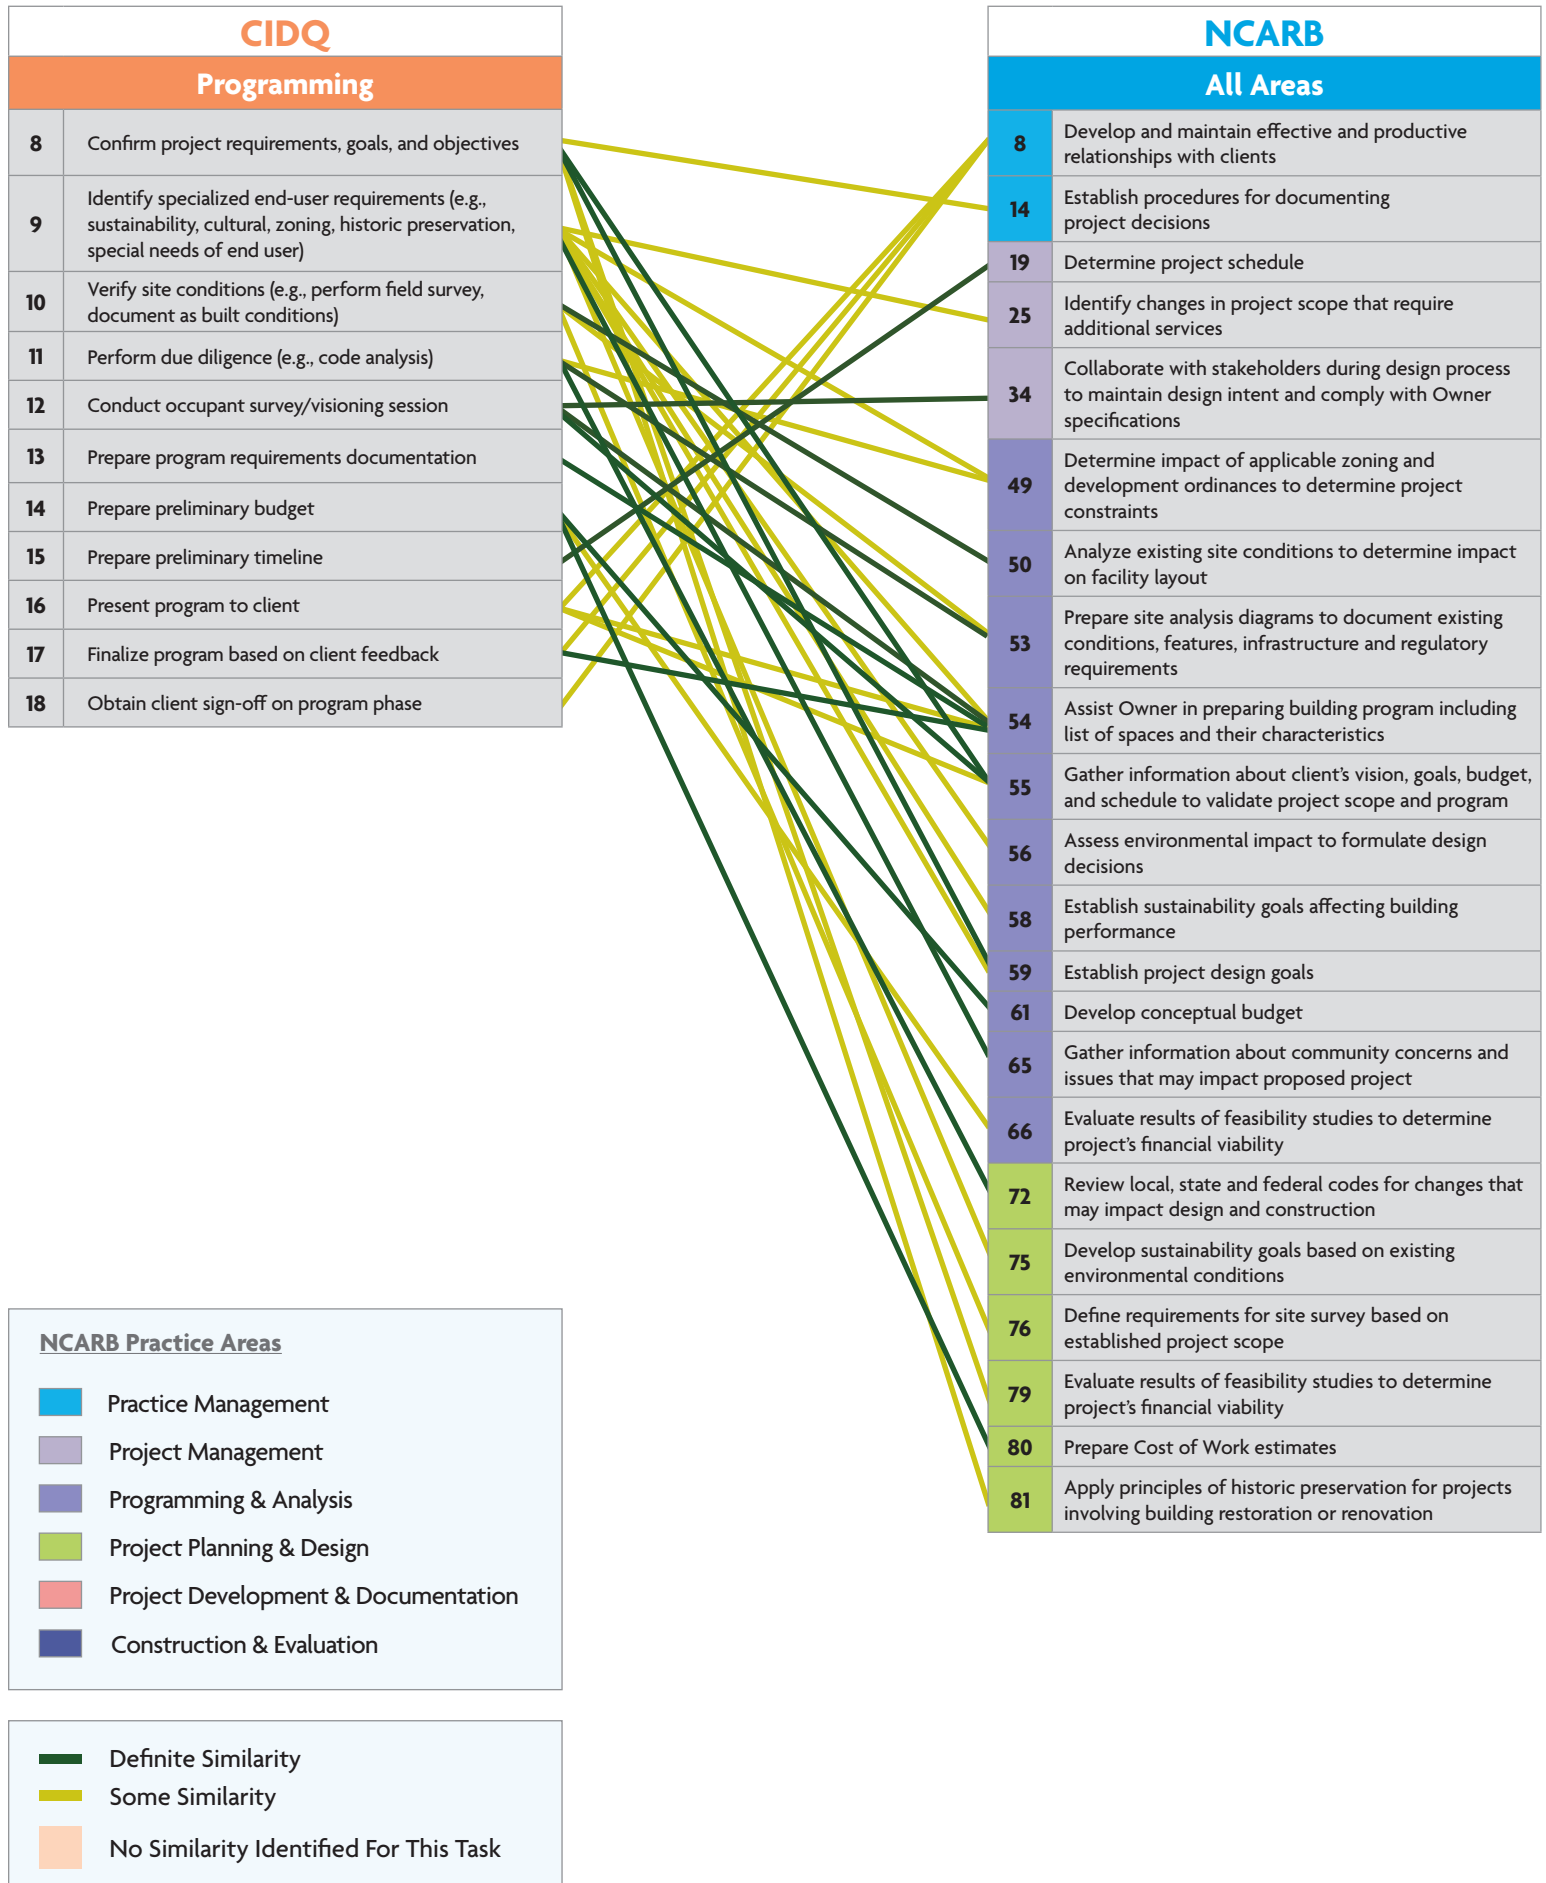 CIDQ
Programming
8
Confirm project requirements, goals, and objectives
9
Identify specialized end-user requirements (e.g.,
sustainability, cultural, zoning, historic preservation,
special needs of end user)
10
Verify site conditions (e.g., perform field survey,
document as built conditions)
11
Perform due diligence (e.g., code analysis)
12
Conduct occupant survey/visioning session
13
Prepare program requirements documentation
14
Prepare preliminary budget
15
Prepare preliminary timeline
16
Present program to client
17
Finalize program based on client feedback
18
Obtain client sign-off on program phase
NCARB
All Areas
8
Develop and maintain effective and productive
relationships with clients
14
Establish procedures for documenting
project decisions
19
Determine project schedule
25
Identify changes in project scope that require
additional services
34
Collaborate with stakeholders during design process
to maintain design intent and comply with Owner
specifications
49
Determine impact of applicable zoning and
development ordinances to determine project
constraints
50
Analyze existing site conditions to determine impact
on facility layout
53
Prepare site analysis diagrams to document existing
conditions, features, infrastructure and regulatory
requirements
54
Assist Owner in preparing building program including
list of spaces and their characteristics
55
Gather information about client's vision, goals, budget,
and schedule to validate project scope and program
56
Assess environmental impact to formulate design
decisions
58
Establish sustainability goals affecting building
performance
59
Establish project design goals
61
Develop conceptual budget
65
Gather information about community concerns and
issues that may impact proposed project
66
Evaluate results of feasibility studies to determine
project's financial viability
72
Review local, state and federal codes for changes that
may impact design and construction
75
Develop sustainability goals based on existing
environmental conditions
76
Define requirements for site survey based on
established project scope
79
Evaluate results of feasibility studies to determine
project's financial viability
80
Prepare Cost of Work estimates
81
Apply principles of historic preservation for projects
involving building restoration or renovation
NCARB Practice Areas
Practice Management
Project Management
Programming & Analysis
Project Planning & Design
Project Development & Documentation
Construction & Evaluation
Definite Similarity
Some Similarity
No Similarity Identified For This Task